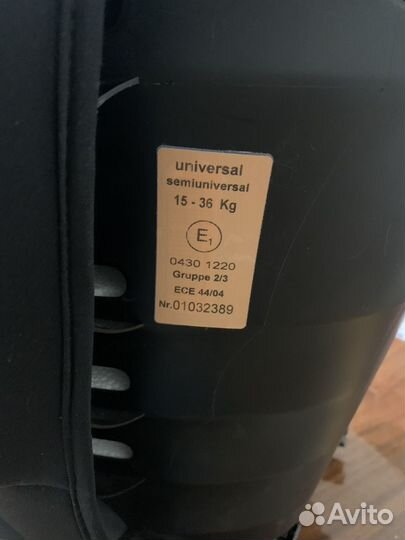 universal
semiuniversal
15 - 36 Kg
E1
0430 1220
Gruppe 2/3
ECE 44/04
Nr.01032389
Avito